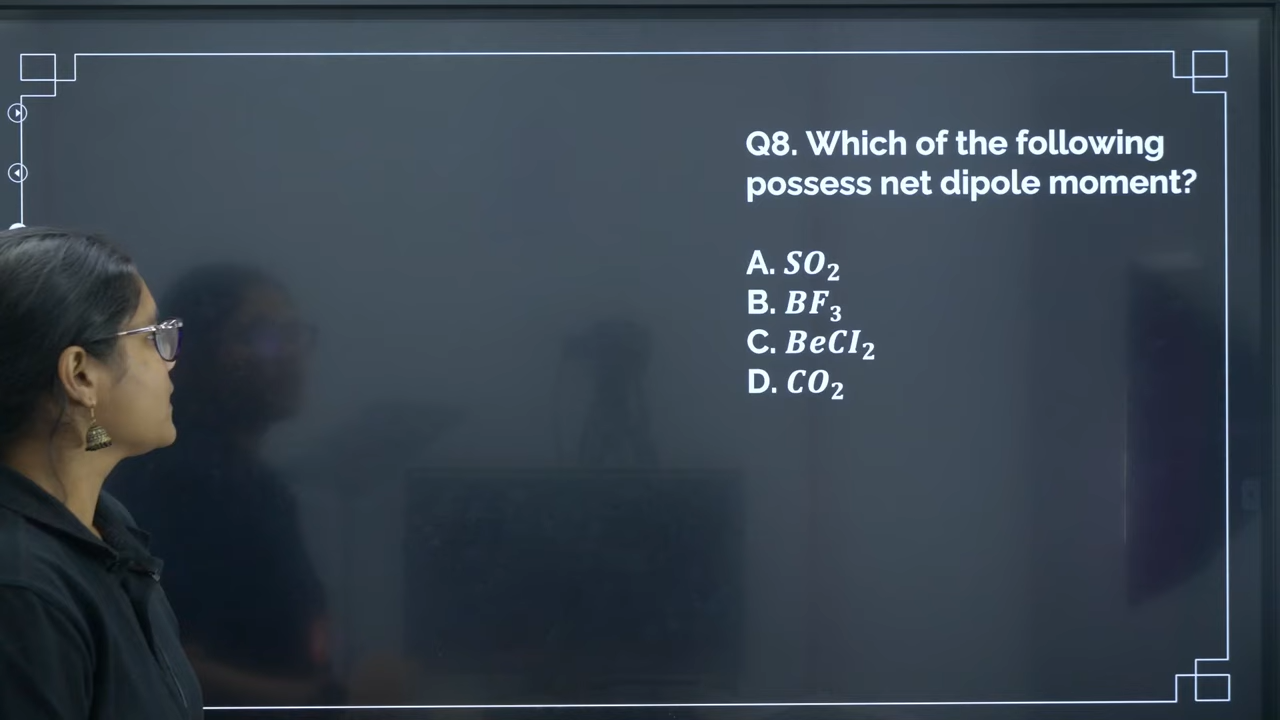 Q8. Which of the following
possess net dipole moment?
A. SO₂
B. BF₃
C. BeCI₂
D. CO₂